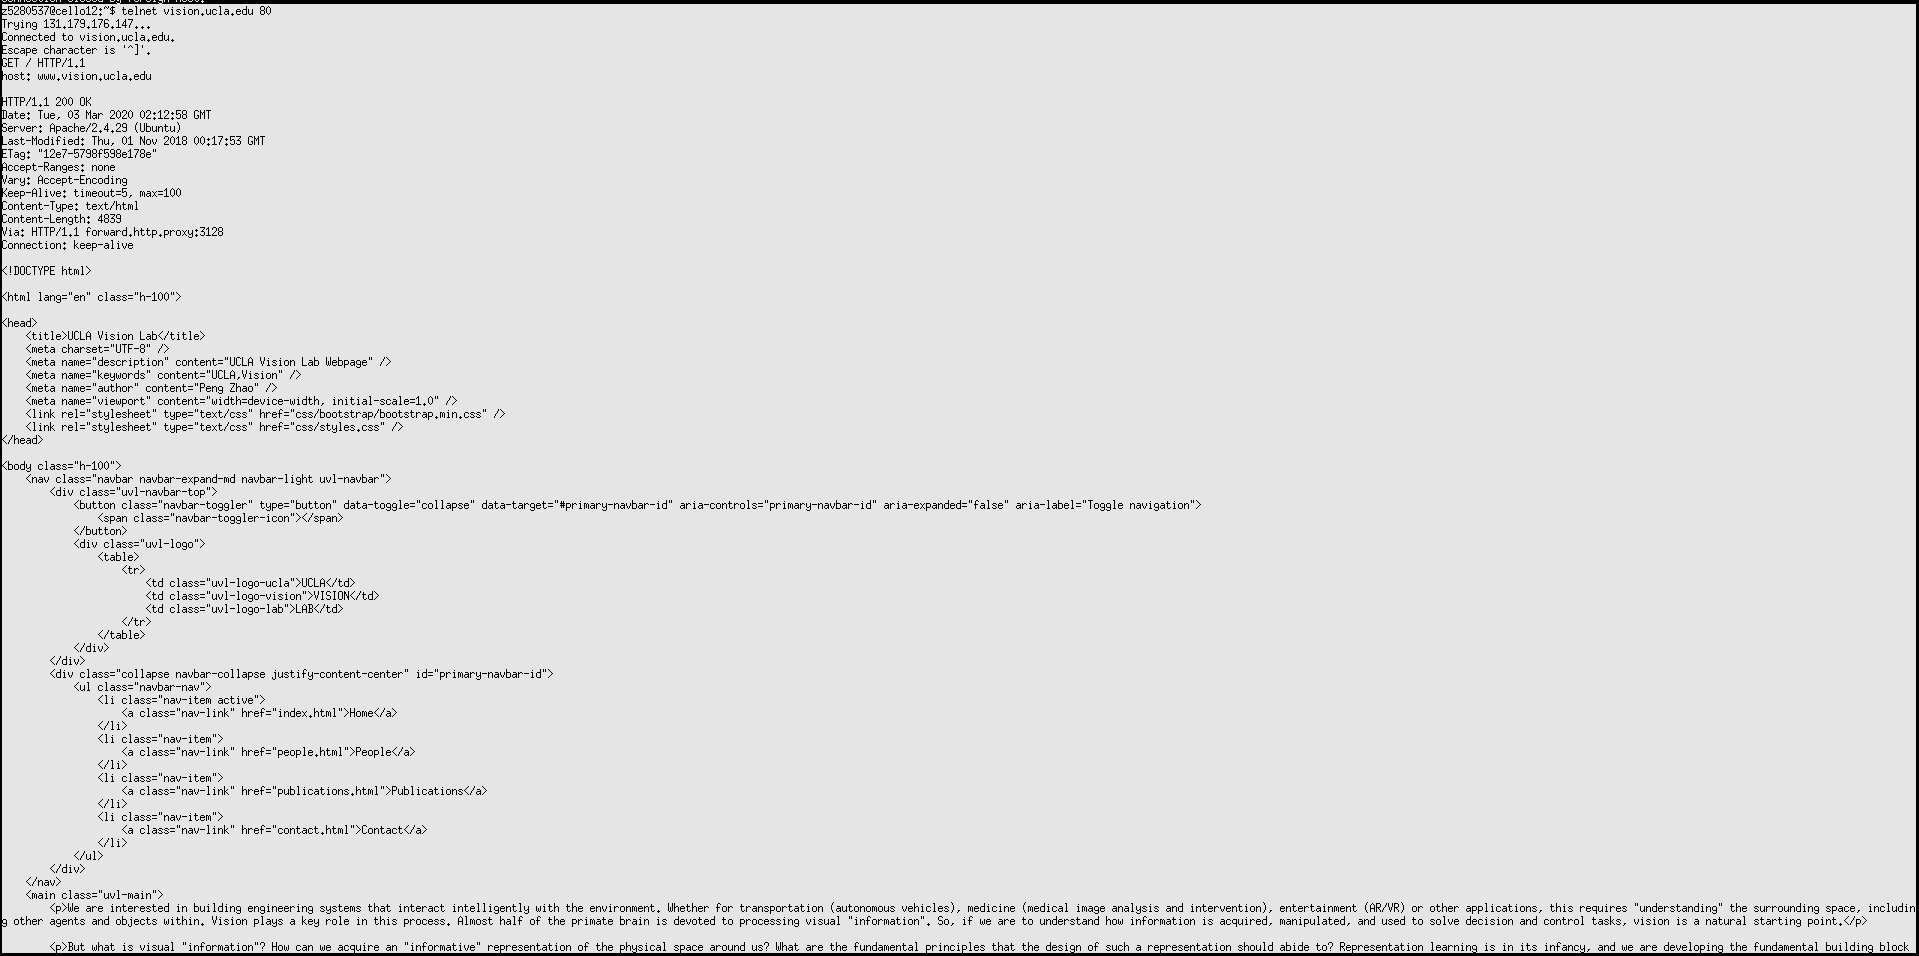 z5280537@cello12:~$ telnet vision.ucla.edu 80
Trying 131.179.176.147...
Connected to vision.ucla.edu.
Escape character is '^]'.
GET / HTTP/1.1
host: www.vision.ucla.edu

HTTP/1.1 200 OK
Date: Tue, 03 Mar 2020 02:12:58 GMT
Server: Apache/2.4.29 (Ubuntu)
Last-Modified: Thu, 01 Nov 2018 00:17:53 GMT
ETag: "12e7-5798f598e178e"
Accept-Ranges: none
Vary: Accept-Encoding
Keep-Alive: timeout=5, max=100
Content-Type: text/html
Content-Length: 4839
Via: HTTP/1.1 forward.http.proxy:3128
Connection: keep-alive

<!DOCTYPE html>

<html lang="en" class="h-100">

<head>
    <title>UCLA Vision Lab</title>
    <meta charset="UTF-8" />
    <meta name="description" content="UCLA Vision Lab Webpage" />
    <meta name="keywords" content="UCLA,Vision" />
    <meta name="author" content="Peng Zhao" />
    <meta name="viewport" content="width=device-width, initial-scale=1.0" />
    <link rel="stylesheet" type="text/css" href="css/bootstrap/bootstrap.min.css" />
    <link rel="stylesheet" type="text/css" href="css/styles.css" />
</head>

<body class="h-100">
    <nav class="navbar navbar-expand-md navbar-light uvl-navbar">
        <div class="uvl-navbar-top">
            <button class="navbar-toggler" type="button" data-toggle="collapse" data-target="#primary-navbar-id" aria-controls="primary-navbar-id" aria-expanded="false" aria-label="Toggle navigation">
                <span class="navbar-toggler-icon"></span>
            </button>
            <div class="uvl-logo">
                <table>
                    <tr>
                        <td class="uvl-logo-ucla">UCLA</td>
                        <td class="uvl-logo-vision">VISION</td>
                        <td class="uvl-logo-lab">LAB</td>
                    </tr>
                </table>
            </div>
        </div>
        <div class="collapse navbar-collapse justify-content-center" id="primary-navbar-id">
            <ul class="navbar-nav">
                <li class="nav-item active">
                    <a class="nav-link" href="index.html">Home</a>
                </li>
                <li class="nav-item">
                    <a class="nav-link" href="people.html">People</a>
                </li>
                <li class="nav-item">
                    <a class="nav-link" href="publications.html">Publications</a>
                </li>
                <li class="nav-item">
                    <a class="nav-link" href="contact.html">Contact</a>
                </li>
            </ul>
        </div>
    </nav>
    <main class="uvl-main">
        <p>We are interested in building engineering systems that interact intelligently with the environment. Whether for transportation (autonomous vehicles), medicine (medical image analysis and intervention), entertainment (AR/VR) or other applications, this requires "understanding" the surrounding space, includin
g other agents and objects within. Vision plays a key role in this process. Almost half of the primate brain is devoted to processing visual "information". So, if we are to understand how information is acquired, manipulated, and used to solve decision and control tasks, vision is a natural starting point.</p>

        <p>But what is visual "information"? How can we acquire an "informative" representation of the physical space around us? What are the fundamental principles that the design of such a representation should abide to? Representation learning is in its infancy, and we are developing the fundamental building block